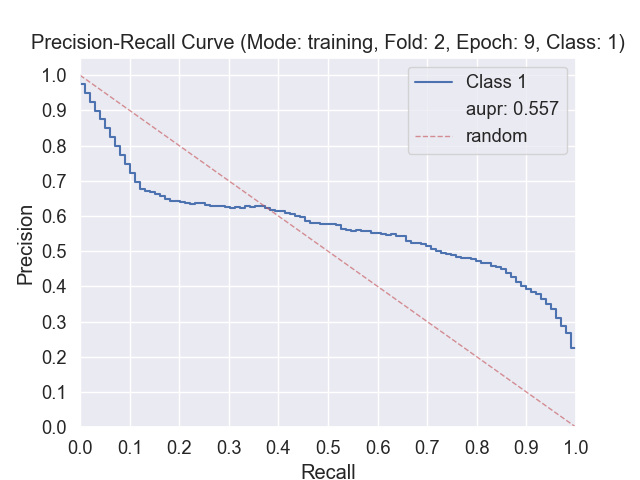 Precision-Recall Curve (Mode: training, Fold: 2, Epoch: 9, Class: 1)
Class 1
aupr: 0.557
random
Precision
1.0
0.9
0.8
0.7
0.6
0.5
0.4
0.3
0.2
0.1
0.0
0.0 0.1 0.2 0.3 0.4 0.5 0.6 0.7 0.8 0.9 1.0
Recall